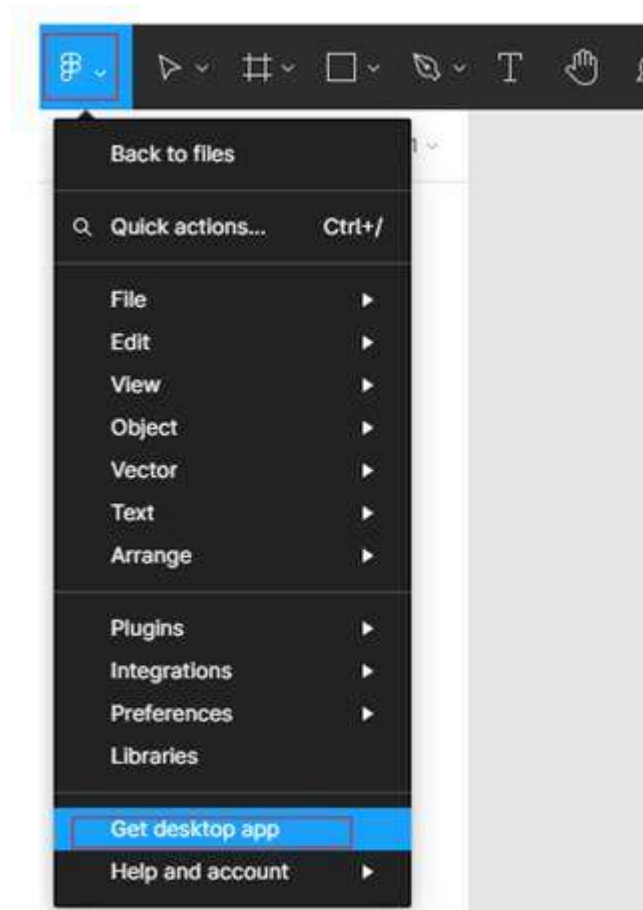 T
1
Back to files
Quick actions... Ctrl+/
File
Edit
View
Object
Vector
Text
Arrange
Plugins
Integrations
Preferences
Libraries
Get desktop app
Help and account